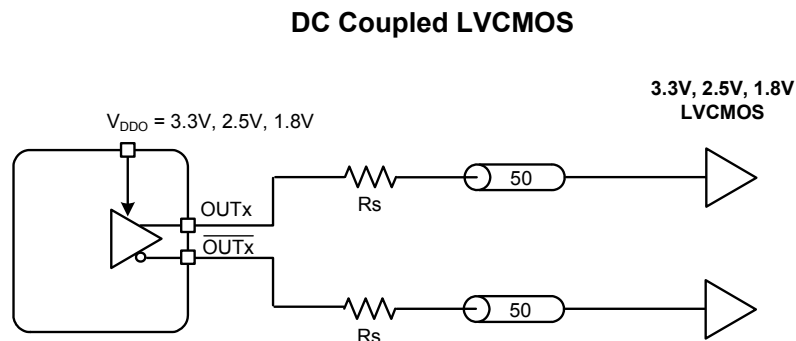 DC Coupled LVCMOS
3.3V, 2.5V, 1.8V
LVCMOS
VDDO = 3.3V, 2.5V, 1.8V
OUTx
Rs
50
OUTx
Rs
50